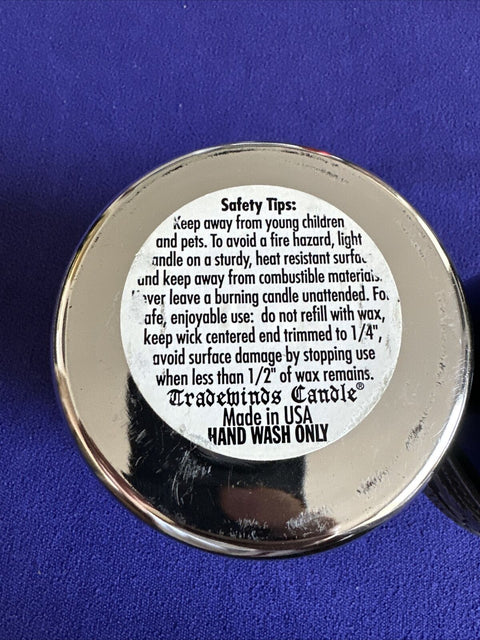 Safety Tips:
Keep away from young children
and pets. To avoid a fire hazard, light
andle on a sturdy, heat resistant surfac
and keep away from combustible materials.
Never leave a burning candle unattended. For
afe, enjoyable use: do not refill with wax,
keep wick centered end trimmed to 1/4",
avoid surface damage by stopping use
when less than 1/2" of wax remains.
Tradewinds Candle®
Made in USA
HAND WASH ONLY